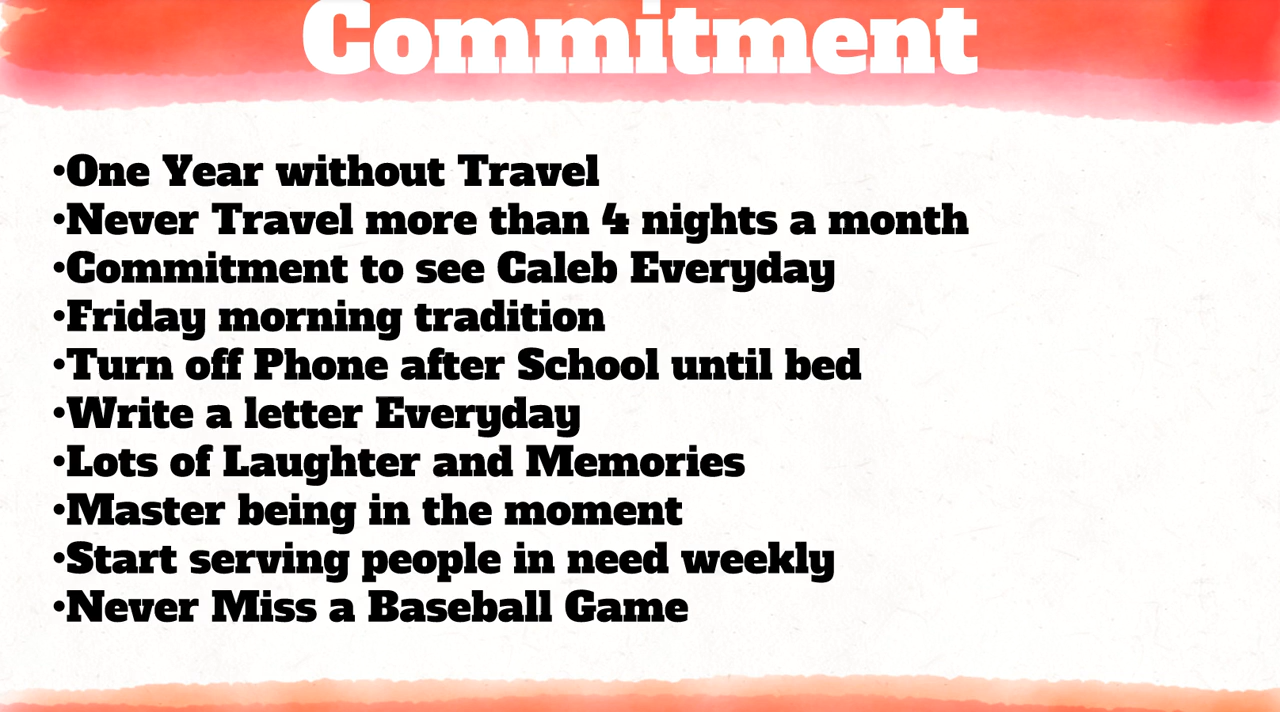 Commitment
•One Year without Travel
•Never Travel more than 4 nights a month
•Commitment to see Caleb Everyday
•Friday morning tradition
•Turn off Phone after School until bed
•Write a letter Everyday
•Lots of Laughter and Memories
•Master being in the moment
•Start serving people in need weekly
•Never Miss a Baseball Game